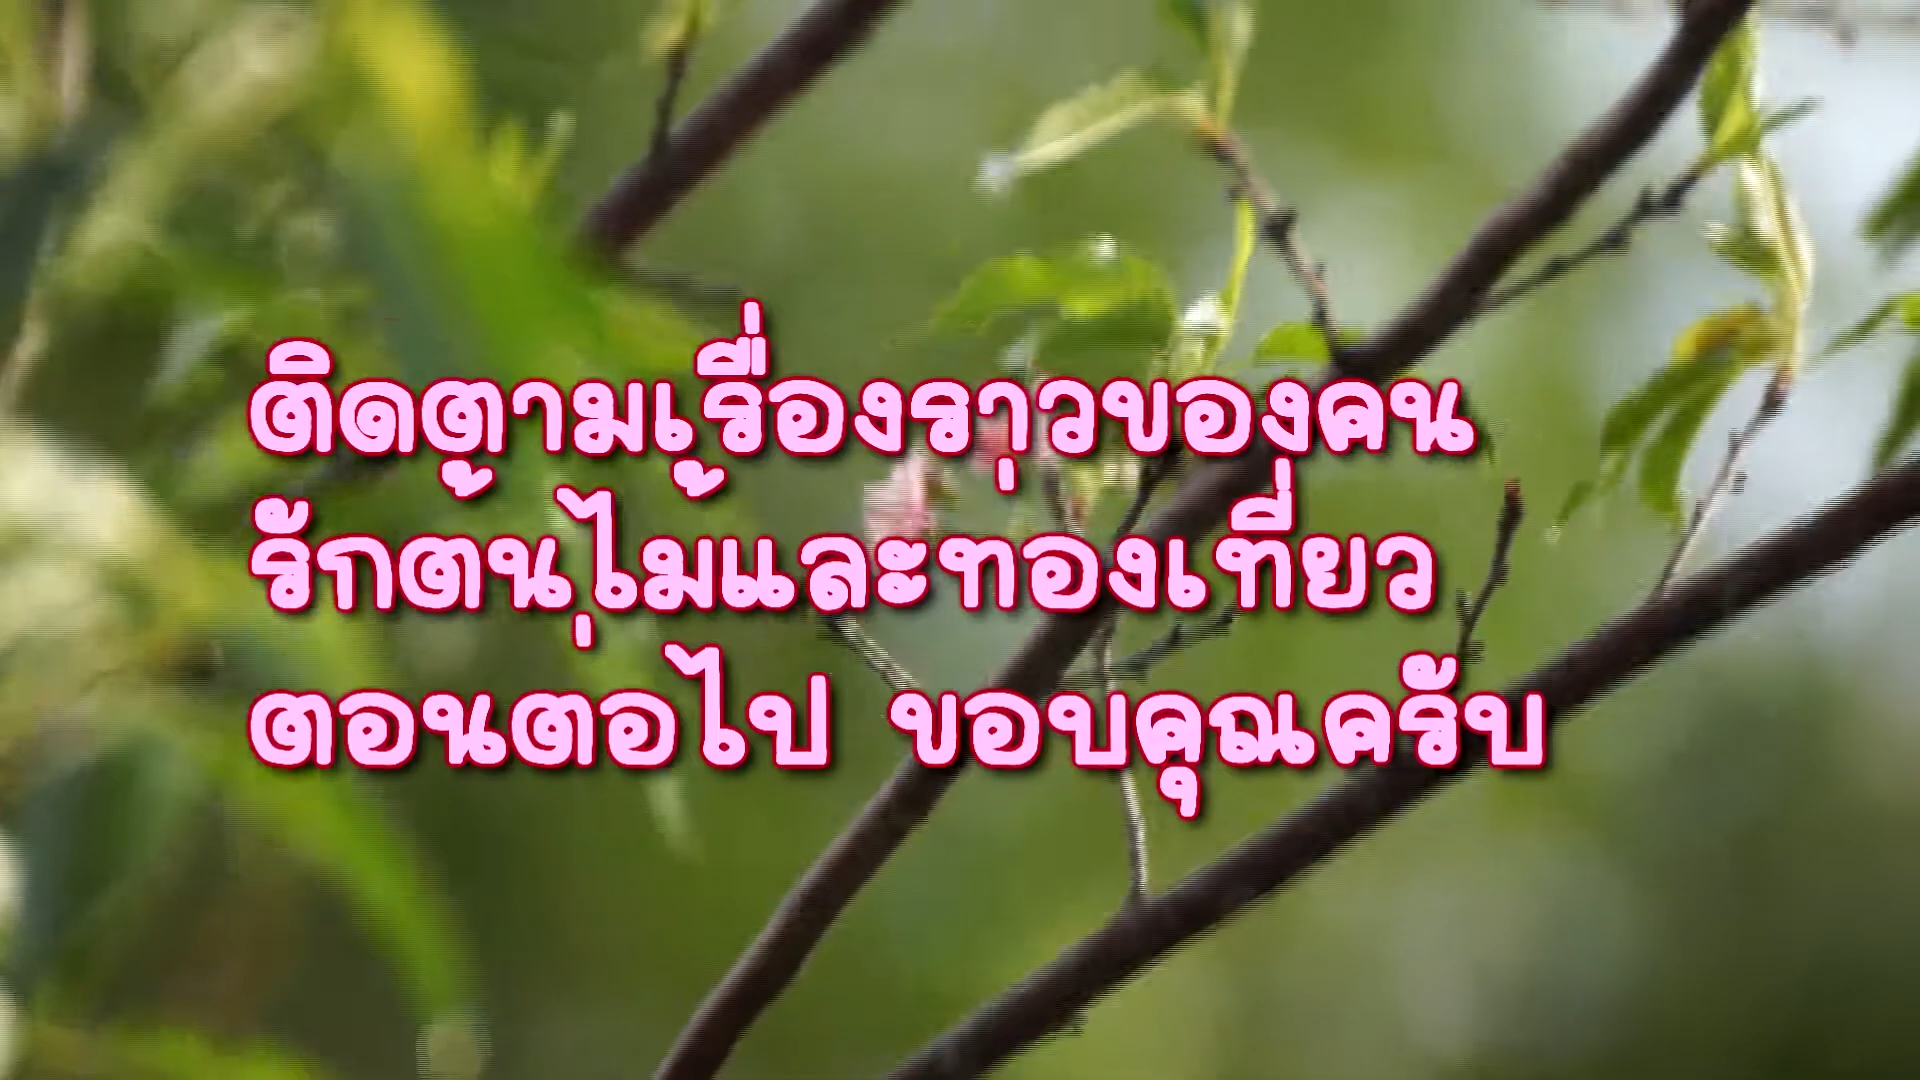 ติดตามเรื่องราวของคน
รักต้นไม้และท่องเที่ยว
ตอนต่อไป ขอบคุณครับ